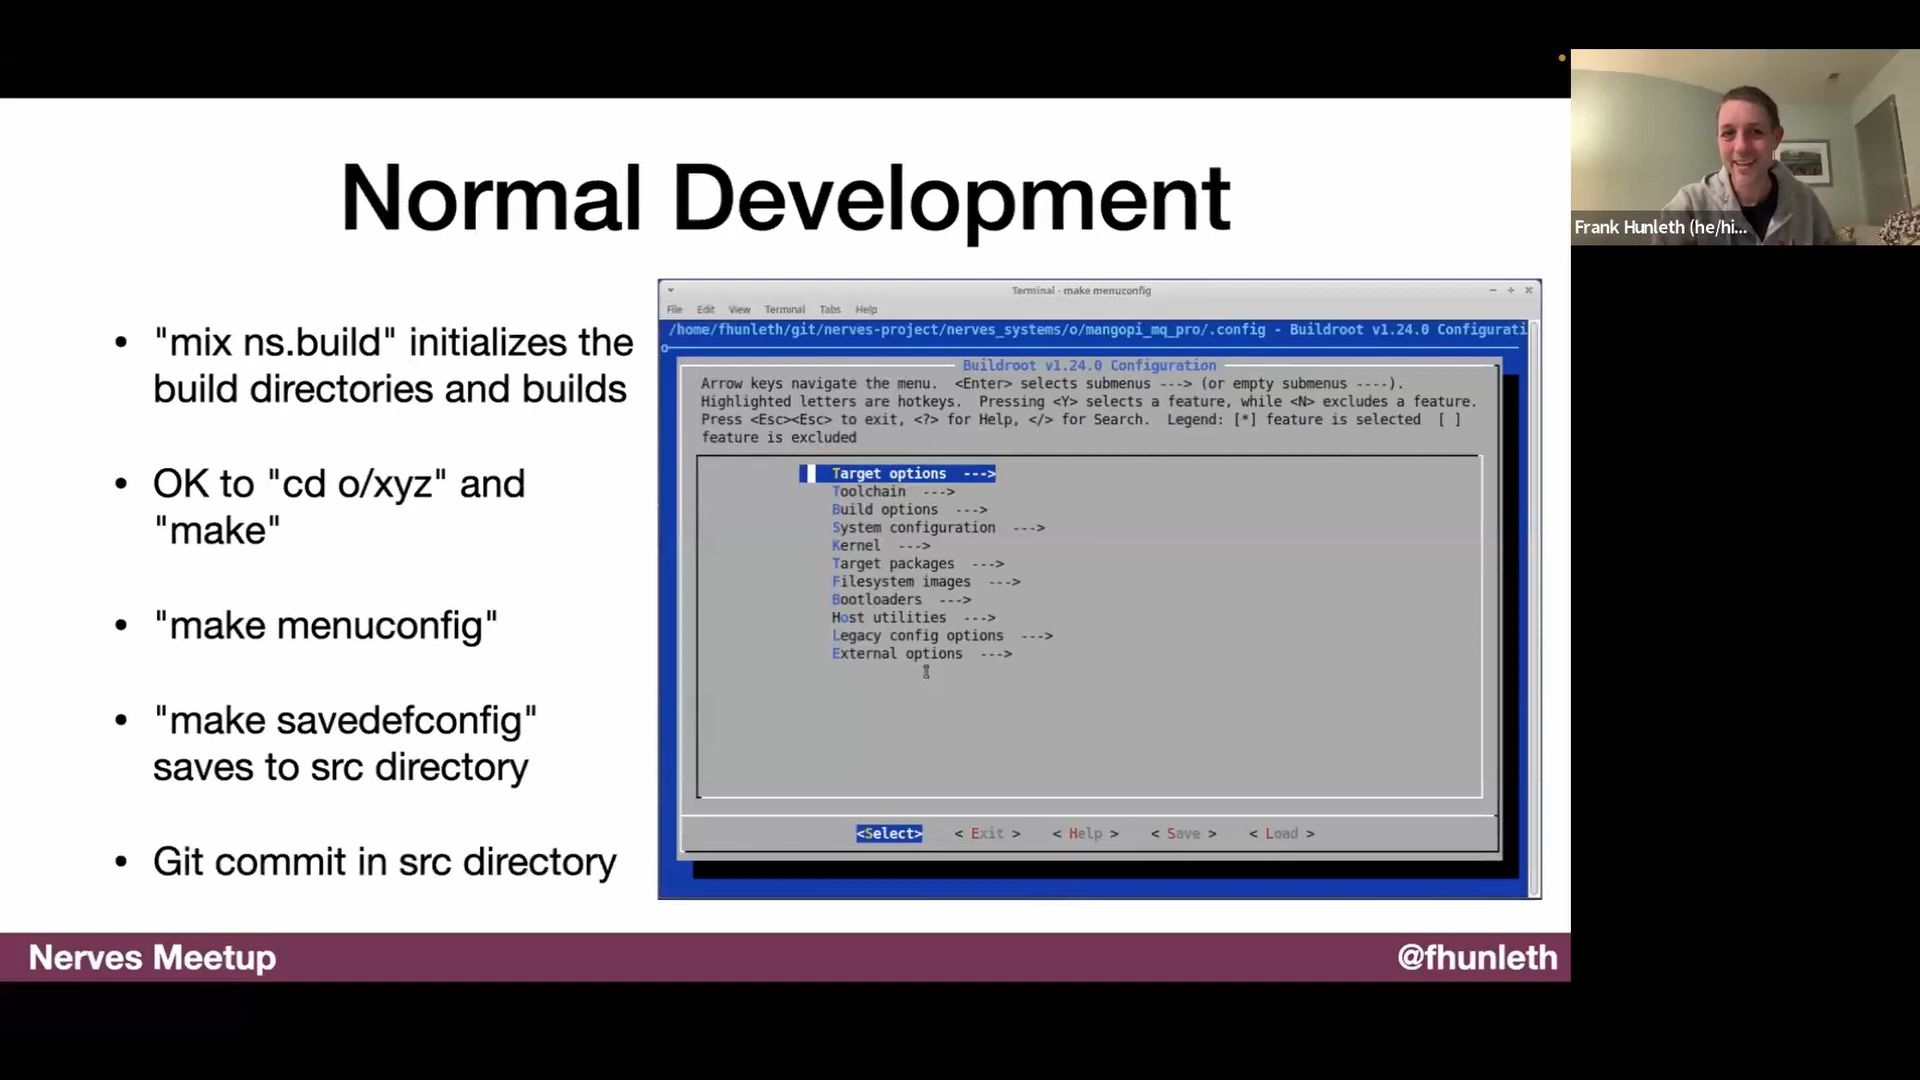 Normal Development
• "mix ns.build" initializes the
build directories and builds
• OK to "cd o/xyz" and
"make"
• "make menuconfig"
• "make savedefconfig"
saves to src directory
• Git commit in src directory
Terminal - make menuconfig
File Edit View Terminal Tabs Help
/home/fhunleth/git/nerves-project/nerves_systems/o/mangopi_mq_pro/.config - Buildroot v1.24.0 Configurati
o
Buildroot v1.24.0 Configuration
Arrow keys navigate the menu. <Enter> selects submenus ---> (or empty submenus ----).
Highlighted letters are hotkeys. Pressing <Y> selects a feature, while <N> excludes a feature.
Press <Esc><Esc> to exit, <?> for Help, </> for Search. Legend: [*] feature is selected [ ]
feature is excluded
Target options --->
Toolchain --->
Build options --->
System configuration --->
Kernel --->
Target packages --->
Filesystem images --->
Bootloaders --->
Host utilities --->
Legacy config options --->
External options --->
<Select> < Exit > < Help > < Save > < Load >
Nerves Meetup
@fhunleth
Frank Hunleth (he/hi...